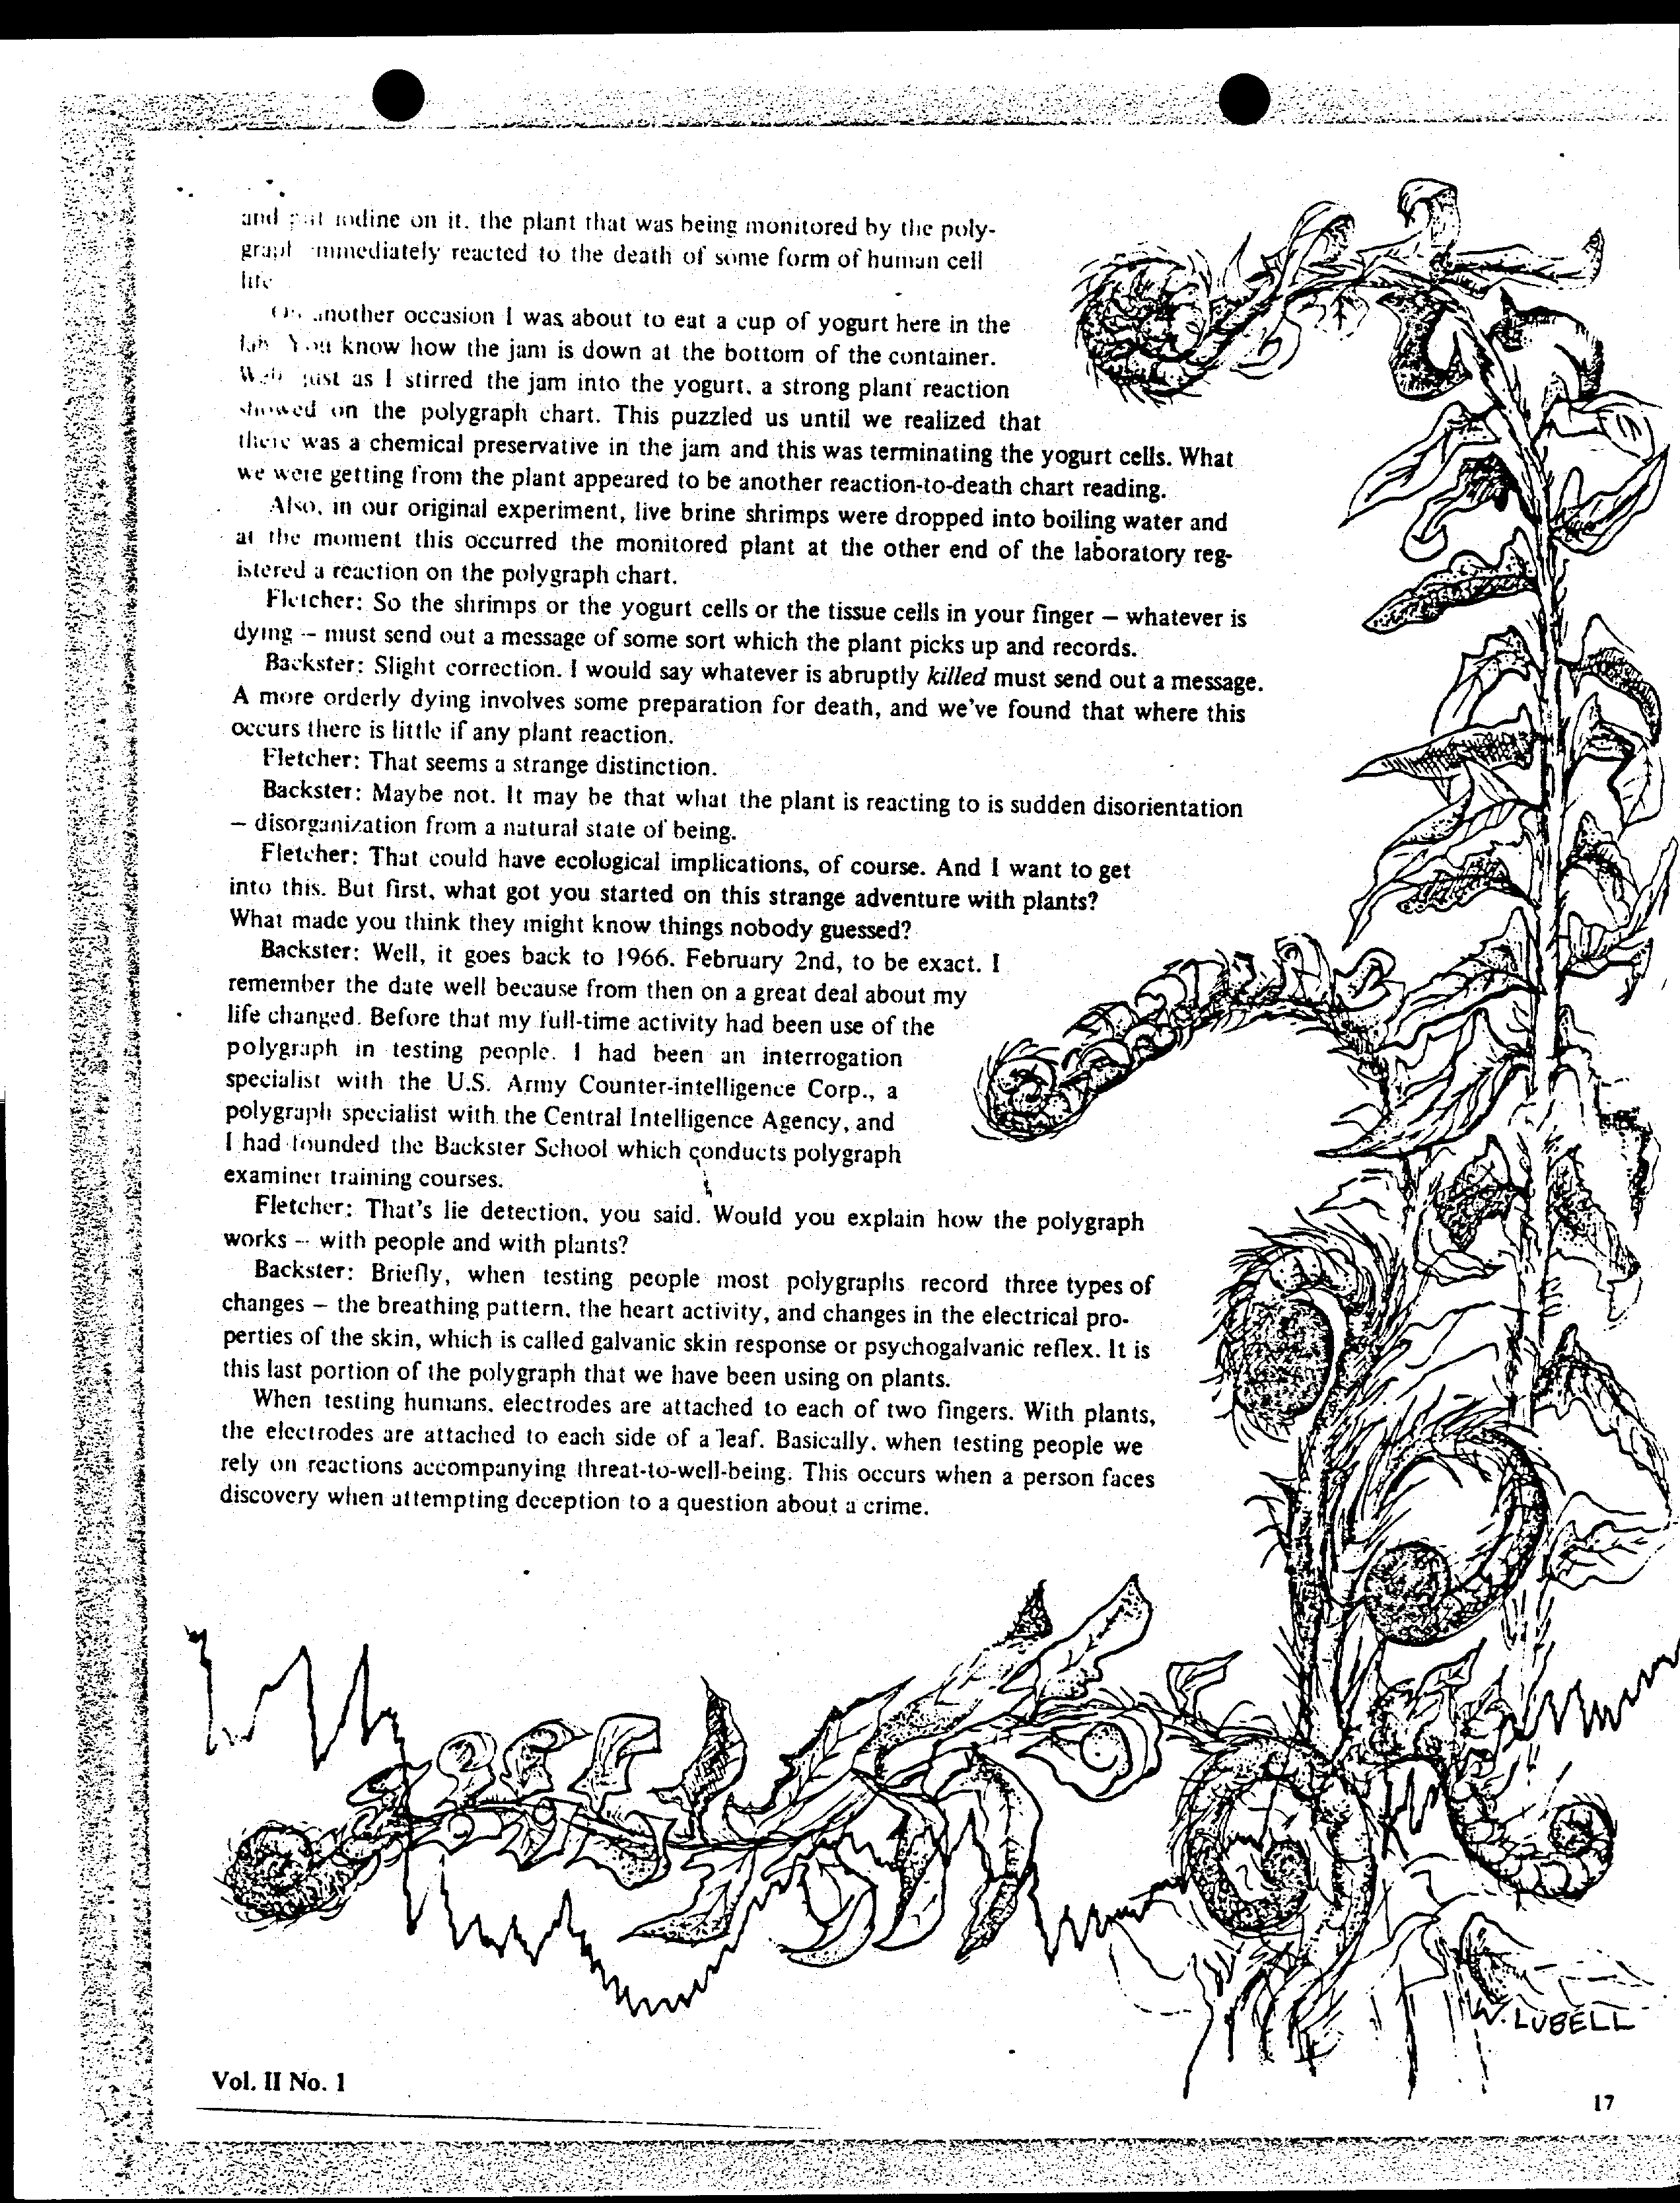 and put iodine on it, the plant that was being monitored by the poly-
graph immediately reacted to the death of some form of human cell
life
On another occasion I was about to eat a cup of yogurt here in the
lab. You know how the jam is down at the bottom of the container.
Well just as I stirred the jam into the yogurt, a strong plant reaction
showed on the polygraph chart. This puzzled us until we realized that
there was a chemical preservative in the jam and this was terminating the yogurt cells. What
we were getting from the plant appeared to be another reaction-to-death chart reading.
Also, in our original experiment, live brine shrimps were dropped into boiling water and
at the moment this occurred the monitored plant at the other end of the laboratory reg-
istered a reaction on the polygraph chart.
Fletcher: So the shrimps or the yogurt cells or the tissue cells in your finger – whatever is
dying – must send out a message of some sort which the plant picks up and records.
Backster: Slight correction. I would say whatever is abruptly killed must send out a message.
A more orderly dying involves some preparation for death, and we've found that where this
occurs there is little if any plant reaction.
Fletcher: That seems a strange distinction.
Backster: Maybe not. It may be that what the plant is reacting to is sudden disorientation
– disorganization from a natural state of being.
Fletcher: That could have ecological implications, of course. And I want to get
into this. But first, what got you started on this strange adventure with plants?
What made you think they might know things nobody guessed?
Backster: Well, it goes back to 1966. February 2nd, to be exact. I
remember the date well because from then on a great deal about my
life changed. Before that my full-time activity had been use of the
polygraph in testing people. I had been an interrogation
specialist with the U.S. Army Counter-intelligence Corp., a
polygraph specialist with the Central Intelligence Agency, and
I had founded the Backster School which conducts polygraph
examiner training courses.
Fletcher: That's lie detection, you said. Would you explain how the polygraph
works – with people and with plants?
Backster: Briefly, when testing people most polygraphs record three types of
changes – the breathing pattern, the heart activity, and changes in the electrical pro-
perties of the skin, which is called galvanic skin response or psychogalvanic reflex. It is
this last portion of the polygraph that we have been using on plants.
When testing humans, electrodes are attached to each of two fingers. With plants,
the electrodes are attached to each side of a leaf. Basically, when testing people we
rely on reactions accompanying threat-to-well-being. This occurs when a person faces
discovery when attempting deception to a question about a crime.
W. LUBELL
Vol. II No. 1
17